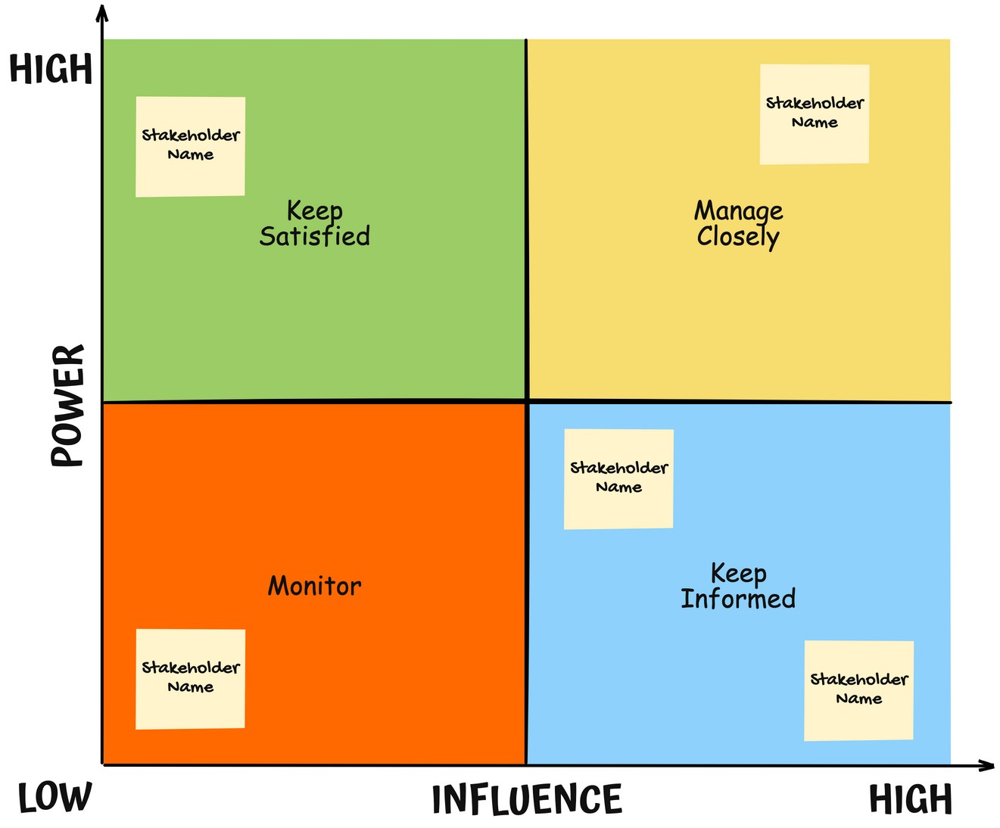 HIGH
Stakeholder
Name
Keep
Satisfied
Stakeholder
Name
Manage
Closely
POWER
Stakeholder
Name
Monitor
Keep
Informed
Stakeholder
Name
Stakeholder
Name
LOW
INFLUENCE
HIGH